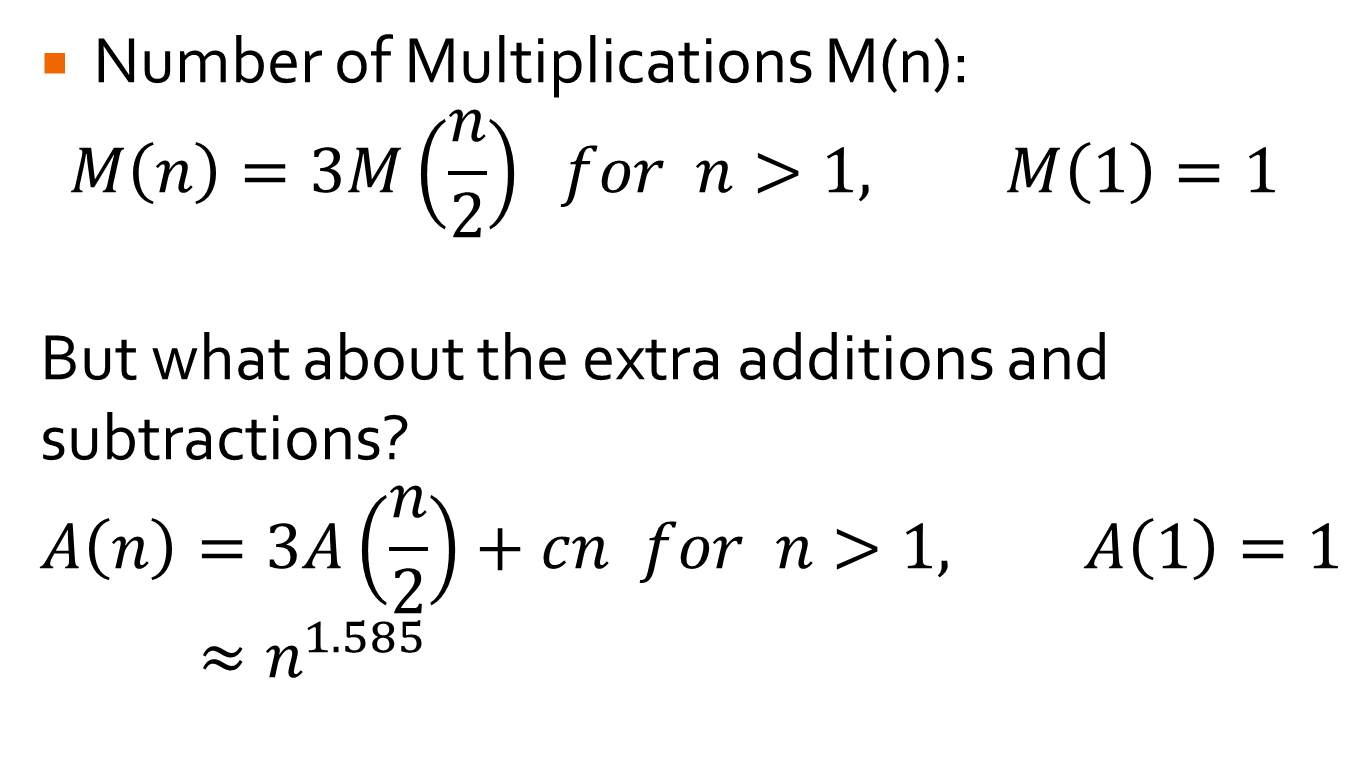 ▪ Number of Multiplications M(n):
M(n) = 3M(n/2) for n > 1, M(1) = 1
But what about the extra additions and
subtractions?
A(n) = 3A(n/2) + cn for n > 1, A(1) = 1
≈ n^1.585